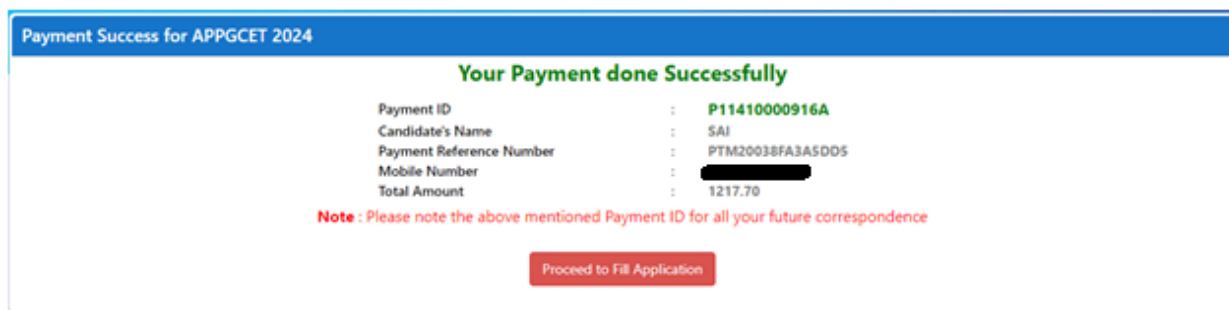 Payment Success for APPGCET 2024
Your Payment done Successfully
Payment ID : P11410000916A
Candidate's Name : SAI
Payment Reference Number : PTM20038FA3A5DD5
Mobile Number :
Total Amount : 1217.70
Note : Please note the above mentioned Payment ID for all your future correspondence
Proceed to Fill Application